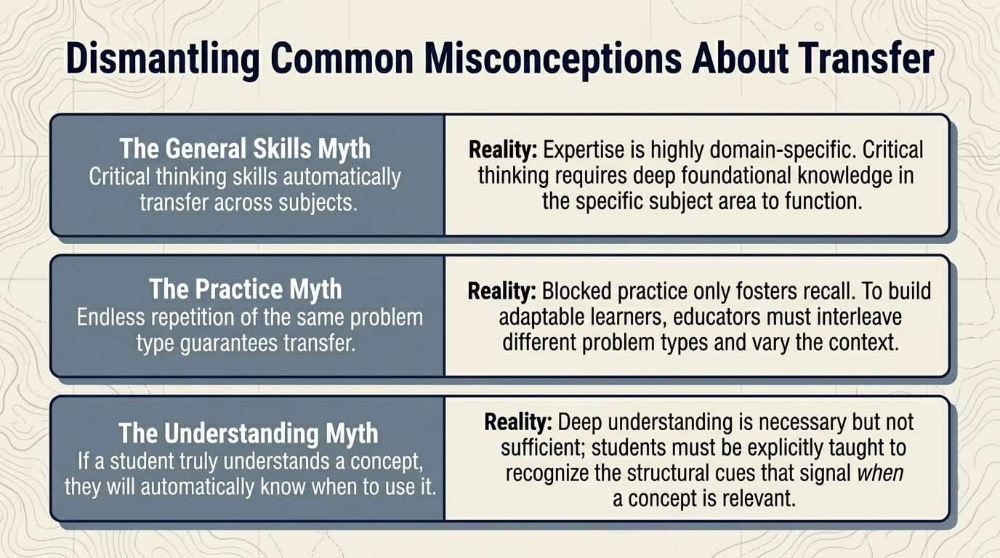 Dismantling Common Misconceptions About Transfer
The General Skills Myth
Critical thinking skills automatically
transfer across subjects.
Reality: Expertise is highly domain-specific. Critical
thinking requires deep foundational knowledge in
the specific subject area to function.
The Practice Myth
Endless repetition of the same problem
type guarantees transfer.
Reality: Blocked practice only fosters recall. To build
adaptable learners, educators must interleave
different problem types and vary the context.
The Understanding Myth
If a student truly understands a concept,
they will automatically know when to use it.
Reality: Deep understanding is necessary but not
sufficient; students must be explicitly taught to
recognize the structural cues that signal when
a concept is relevant.